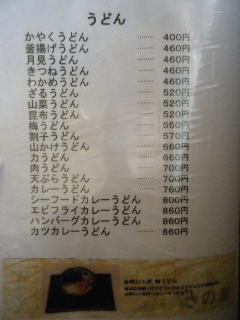 うどん
かやくうどん ……… 400円
釜揚げうどん ……… 460円
月見うどん ……… 460円
きつねうどん ……… 460円
わかめうどん ……… 460円
ざるうどん ……… 520円
山菜うどん ……… 520円
昆布うどん ……… 520円
梅うどん ……… 550円
割子うどん ……… 570円
山かけうどん ……… 660円
力うどん ……… 660円
肉うどん ……… 700円
天ぷらうどん ……… 760円
カレーうどん ……… 760円
シーフードカレーうどん ……… 800円
エビフライカレーうどん ……… 860円
ハンバーグカレーうどん ……… 860円
カツカレーうどん ……… 860円